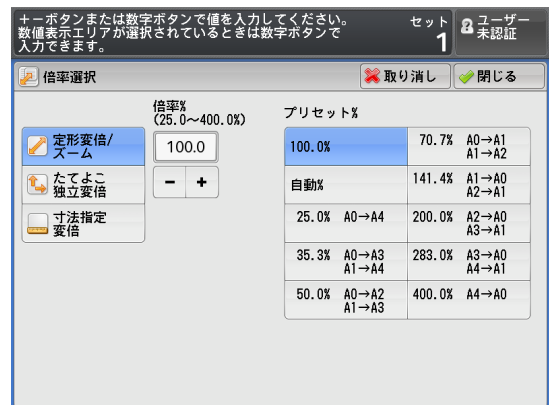 +ーボタンまたは数字ボタンで値を入力してください。
数値表示エリアが選択されているときは数字ボタンで
入力できます。
セット
1
ユーザー
未認証
倍率選択
取り消し
閉じる
倍率%
(25.0～400.0%)
プリセット%
定形変倍/
ズーム
100.0
− +
たてよこ
独立変倍
寸法指定
変倍
100.0%
70.7% A0→A1
A1→A2
自動%
141.4% A1→A0
A2→A1
25.0% A0→A4
200.0% A2→A0
A3→A1
35.3% A0→A3
A1→A4
283.0% A3→A0
A4→A1
50.0% A0→A2
A1→A3
400.0% A4→A0